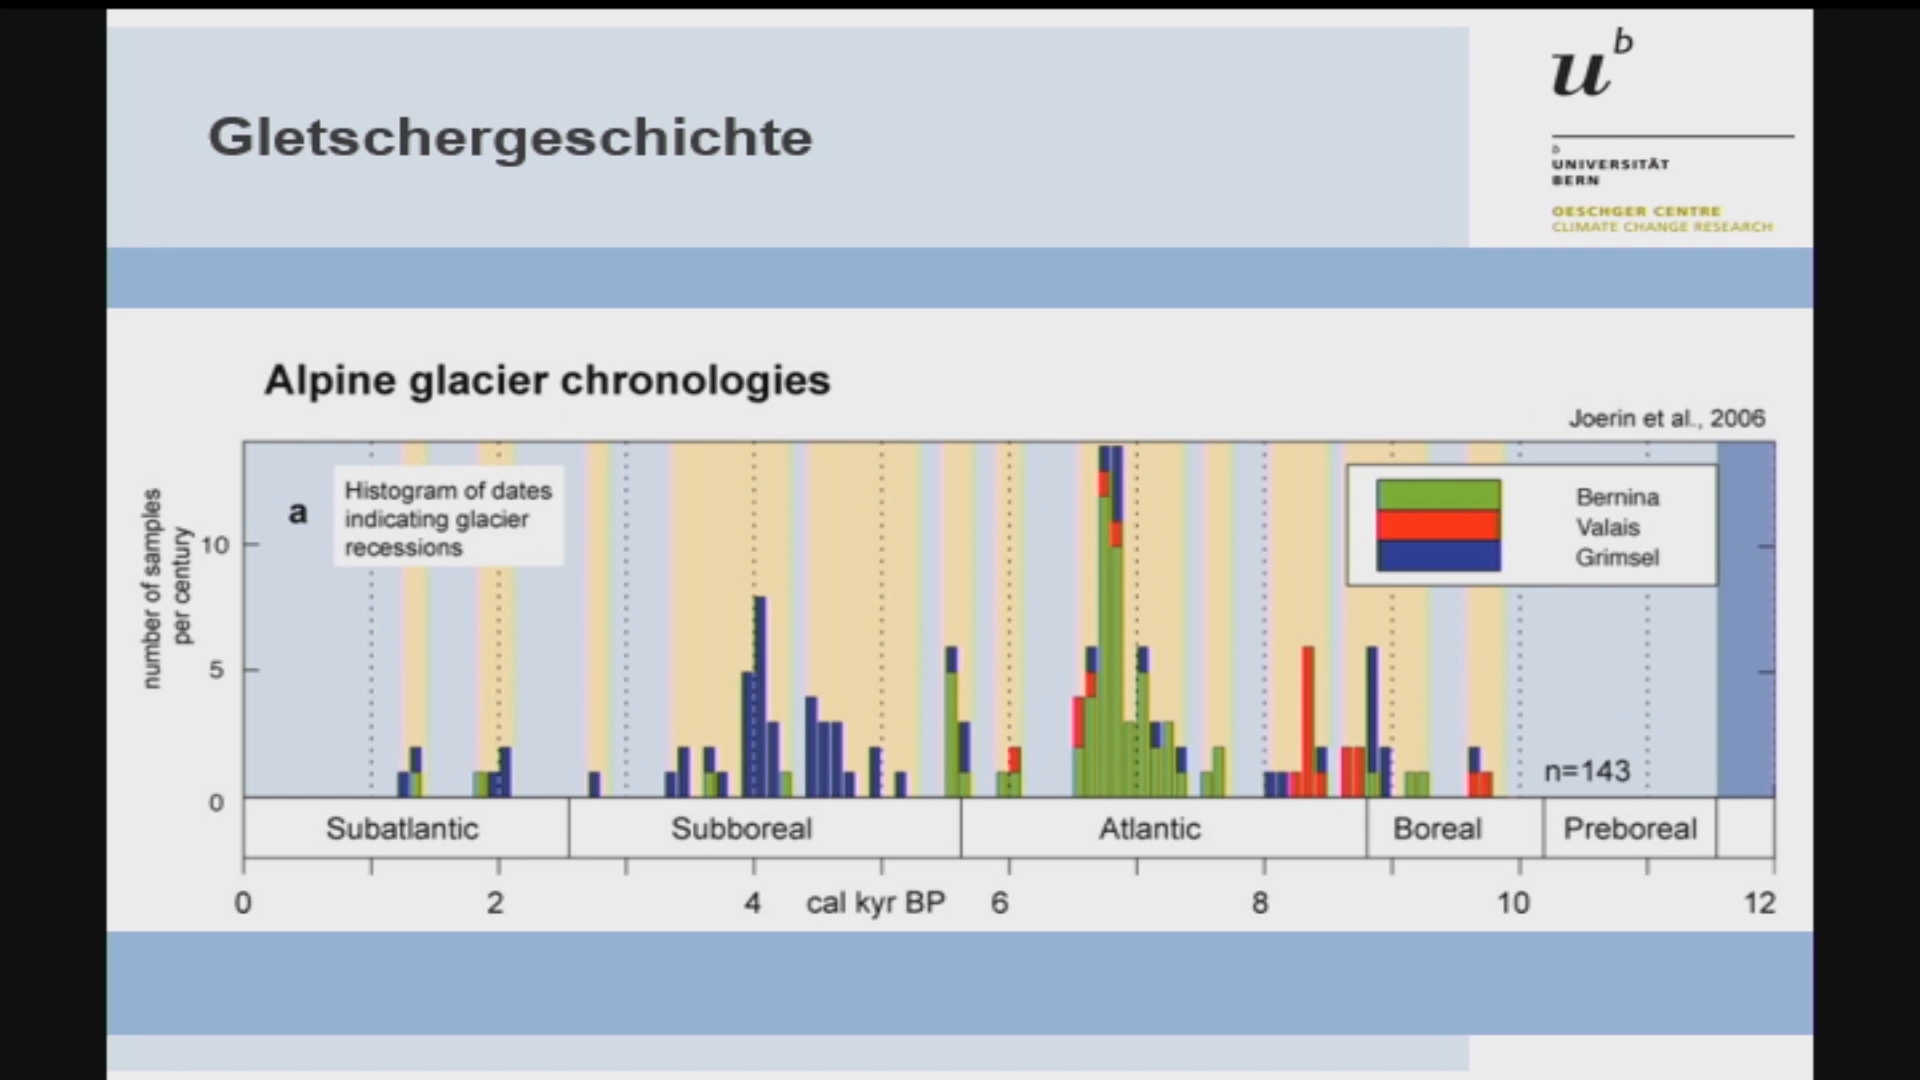 Gletschergeschichte
u b
b
UNIVERSITÄT
BERN
OESCHGER CENTRE
CLIMATE CHANGE RESEARCH
Alpine glacier chronologies
Joerin et al., 2006
number of samples
per century
10
5
0
a
Histogram of dates
indicating glacier
recessions
Bernina
Valais
Grimsel
n=143
Subatlantic Subboreal Atlantic Boreal Preboreal
0 2 4 cal kyr BP 6 8 10 12